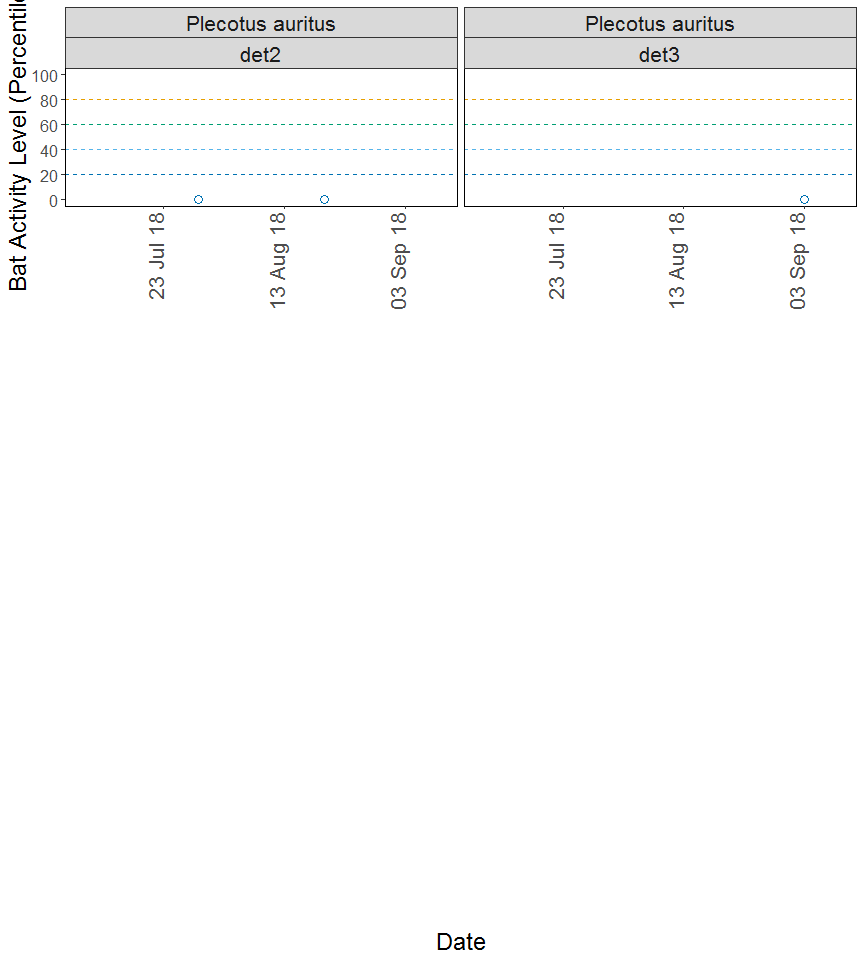 Plecotus auritus
Plecotus auritus
det2
det3
Bat Activity Level (Percentile
100
80
60
40
20
0
23 Jul 18
13 Aug 18
03 Sep 18
23 Jul 18
13 Aug 18
03 Sep 18
Date